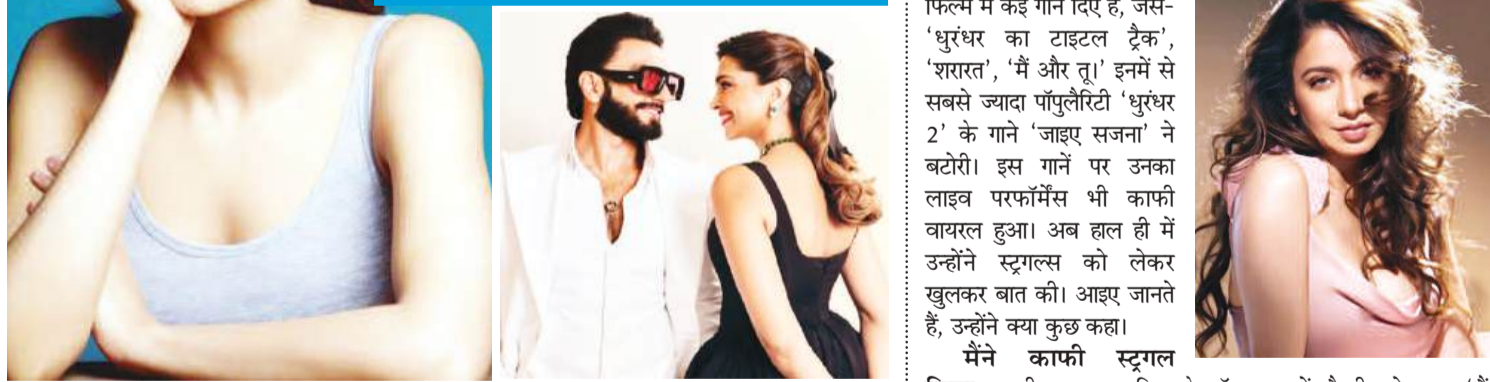 फिल्म में कई गाने दिए हैं, जैसे-
‘धुरंधर का टाइटल ट्रैक’,
‘शरारत’, ‘मैं और तू।’ इनमें से
सबसे ज्यादा पॉपुलैरिटी ‘धुरंधर
2’ के गाने ‘जाइए सजना’ ने
बटोरी। इस गानें पर उनका
लाइव परफॉर्मेंस भी काफी
वायरल हुआ। अब हाल ही में
उन्होंने स्ट्रगल्स को लेकर
खुलकर बात की। आइए जानते
हैं, उन्होंने क्या कुछ कहा।
मैंने काफी स्ट्रगल